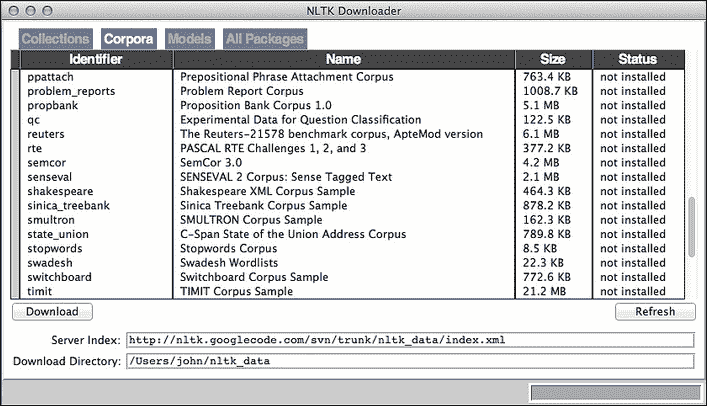 NLTK Downloader
Collections Corpora Models All Packages
Identifier Name Size Status
ppattach Prepositional Phrase Attachment Corpus 763.4 KB not installed
problem_reports Problem Report Corpus 1008.7 KB not installed
propbank Proposition Bank Corpus 1.0 5.1 MB not installed
qc Experimental Data for Question Classification 122.5 KB not installed
reuters The Reuters-21578 benchmark corpus, ApteMod version 6.1 MB not installed
rte PASCAL RTE Challenges 1, 2, and 3 377.2 KB not installed
semcor SemCor 3.0 4.2 MB not installed
senseval SENSEVAL 2 Corpus: Sense Tagged Text 2.1 MB not installed
shakespeare Shakespeare XML Corpus Sample 464.3 KB not installed
sinica_treebank Sinica Treebank Corpus Sample 878.2 KB not installed
smultron SMULTRON Corpus Sample 162.3 KB not installed
state_union C-Span State of the Union Address Corpus 789.8 KB not installed
stopwords Stopwords Corpus 8.5 KB not installed
swadesh Swadesh Wordlists 22.3 KB not installed
switchboard Switchboard Corpus Sample 772.6 KB not installed
timit TIMIT Corpus Sample 21.2 MB not installed
Download Refresh
Server Index: http://nltk.googlecode.com/svn/trunk/nltk_data/index.xml
Download Directory: /Users/john/nltk_data